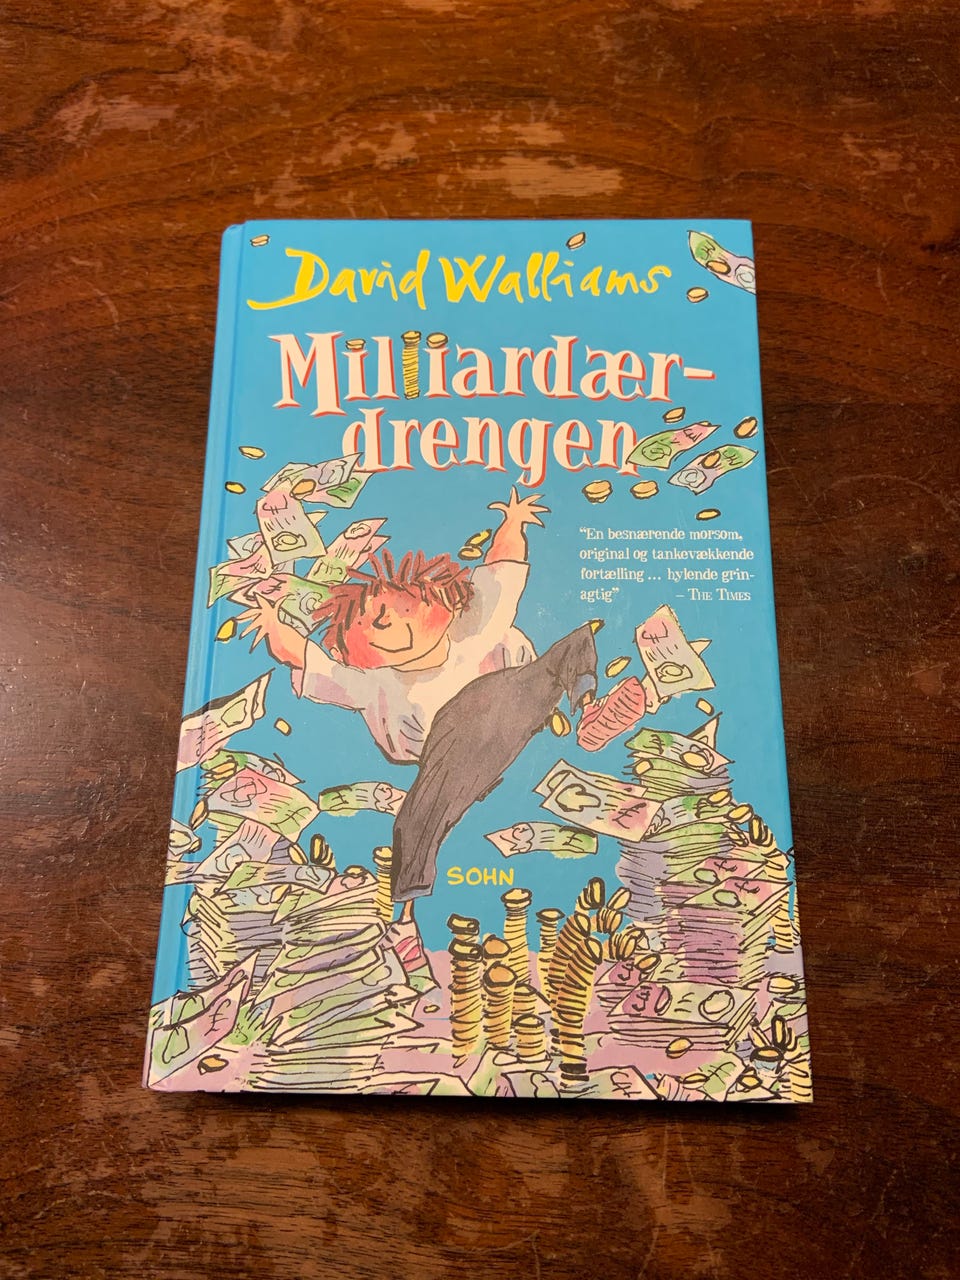 David Walliams
Milliardær-
drengen
“En besnærende morsom,
original og tankevækkende
fortælling ... hylende grin-
agtig” – THE TIMES
SOHN